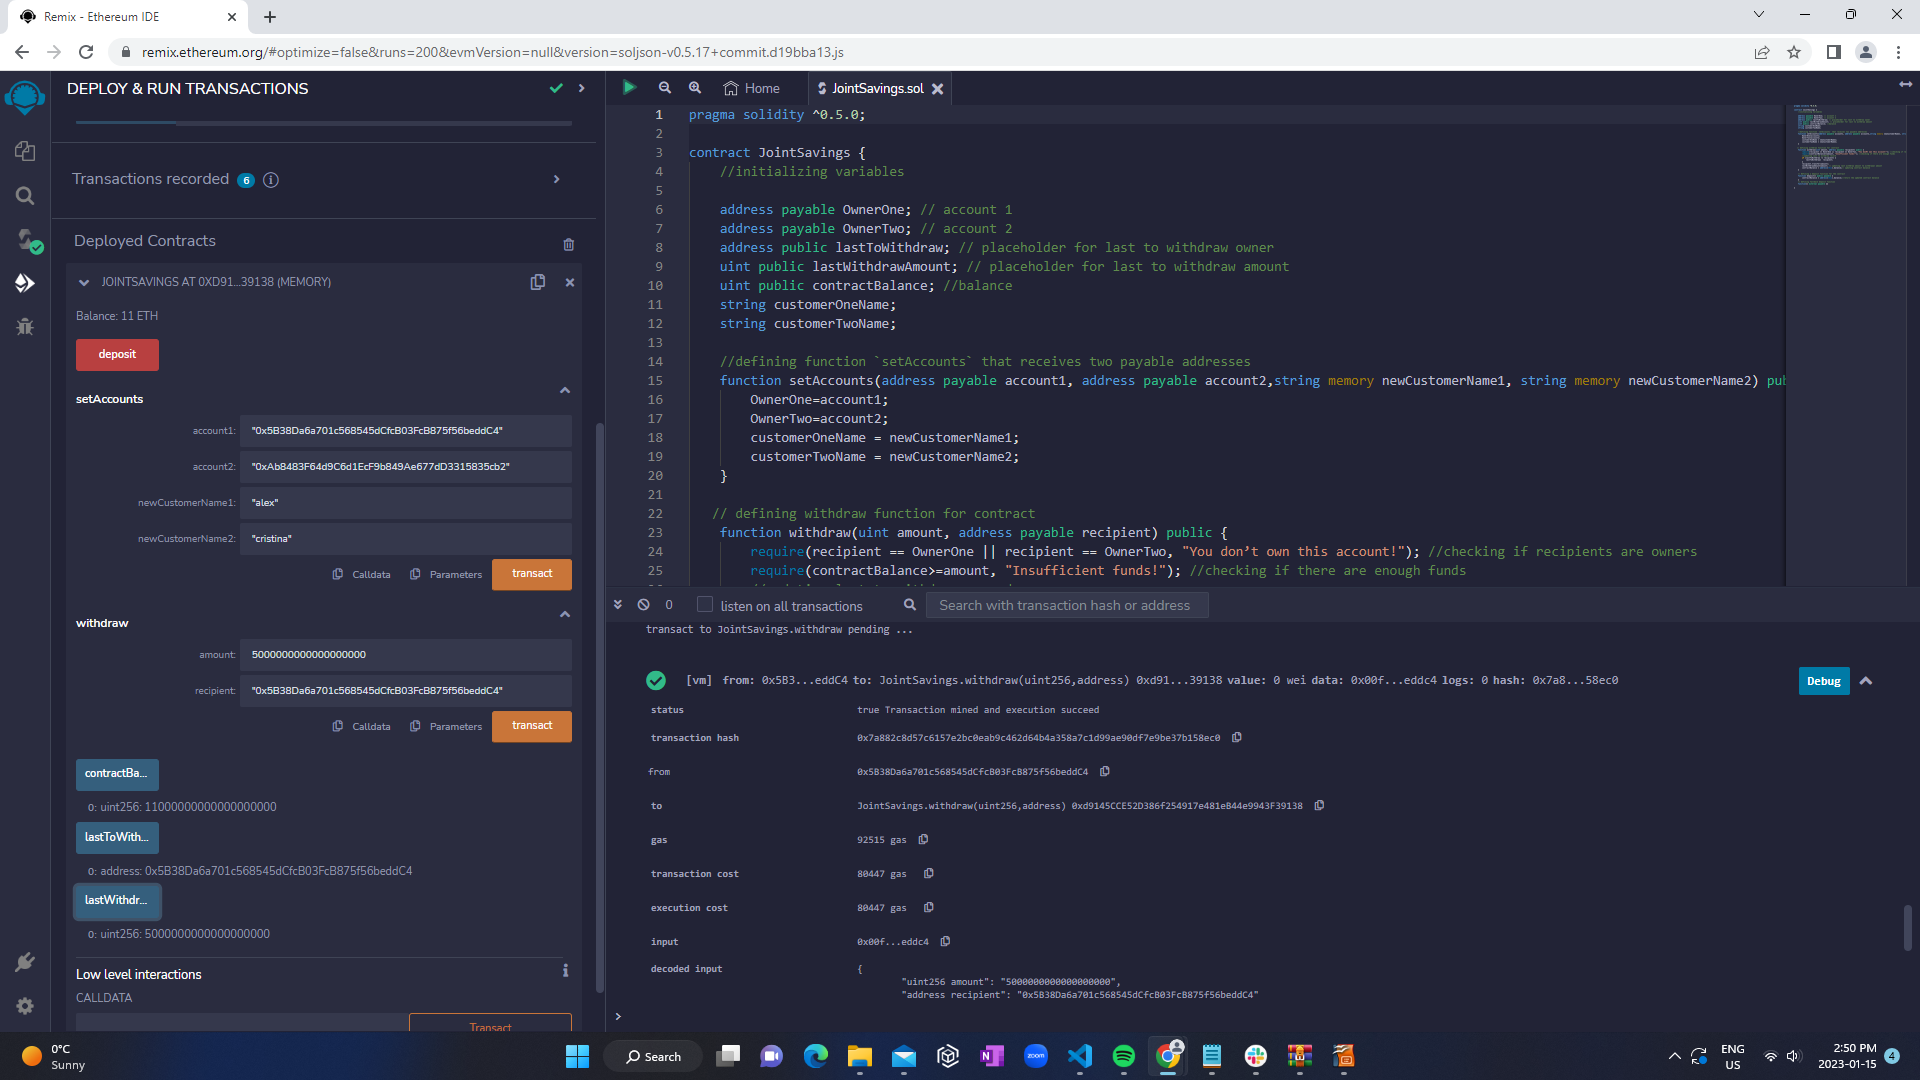 Remix - Ethereum IDE
remix.ethereum.org/#optimize=false&runs=200&evmVersion=null&version=soljson-v0.5.17+commit.d19bba13.js
DEPLOY & RUN TRANSACTIONS
Transactions recorded 6
Deployed Contracts
JOINTSAVINGS AT 0XD91...39138 (MEMORY)
Balance: 11 ETH
deposit
setAccounts
account1: "0x5B38Da6a701c568545dCfcB03FcB875f56beddC4"
account2: "0xAb8483F64d9C6d1EcF9b849Ae677dD3315835cb2"
newCustomerName1: "alex"
newCustomerName2: "cristina"
Calldata Parameters transact
withdraw
amount: 5000000000000000000
recipient: "0x5B38Da6a701c568545dCfcB03FcB875f56beddC4"
Calldata Parameters transact
contractBa...
0: uint256: 11000000000000000000
lastToWith...
0: address: 0x5B38Da6a701c568545dCfcB03FcB875f56beddC4
lastWithdr...
0: uint256: 5000000000000000000
Low level interactions
CALLDATA
Transact
Home JointSavings.sol
1 pragma solidity ^0.5.0;
2
3 contract JointSavings {
4 //initializing variables
5
6 address payable OwnerOne; // account 1
7 address payable OwnerTwo; // account 2
8 address public lastToWithdraw; // placeholder for last to withdraw owner
9 uint public lastWithdrawAmount; // placeholder for last to withdraw amount
10 uint public contractBalance; //balance
11 string customerOneName;
12 string customerTwoName;
13
14 //defining function `setAccounts` that receives two payable addresses
15 function setAccounts(address payable account1, address payable account2,string memory newCustomerName1, string memory newCustomerName2) pub
16 OwnerOne=account1;
17 OwnerTwo=account2;
18 customerOneName = newCustomerName1;
19 customerTwoName = newCustomerName2;
20 }
21
22 // defining withdraw function for contract
23 function withdraw(uint amount, address payable recipient) public {
24 require(recipient == OwnerOne || recipient == OwnerTwo, "You don’t own this account!"); //checking if recipients are owners
25 require(contractBalance>=amount, "Insufficient funds!"); //checking if there are enough funds
0 listen on all transactions Search with transaction hash or address
transact to JointSavings.withdraw pending ...
[vm] from: 0x5B3...eddC4 to: JointSavings.withdraw(uint256,address) 0xd91...39138 value: 0 wei data: 0x00f...eddc4 logs: 0 hash: 0x7a8...58ec0
Debug
status true Transaction mined and execution succeed
transaction hash 0x7a882c8d57c6157e2bc0eab9c462d64b4a358a7c1d99ae90df7e9be37b158ec0
from 0x5B38Da6a701c568545dCfcB03FcB875f56beddC4
to JointSavings.withdraw(uint256,address) 0xd9145CCE52D386f254917e481eB44e9943F39138
gas 92515 gas
transaction cost 80447 gas
execution cost 80447 gas
input 0x00f...eddc4
decoded input {
"uint256 amount": "5000000000000000000",
"address recipient": "0x5B38Da6a701c568545dCfcB03FcB875f56beddC4"
>
0°C
Sunny
Search
zoom
ENG
US
2:50 PM
2023-01-15
4